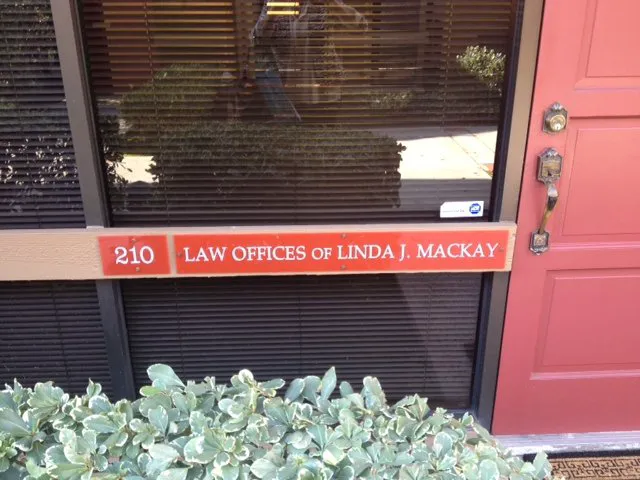 210
LAW OFFICES OF LINDA J. MACKAY